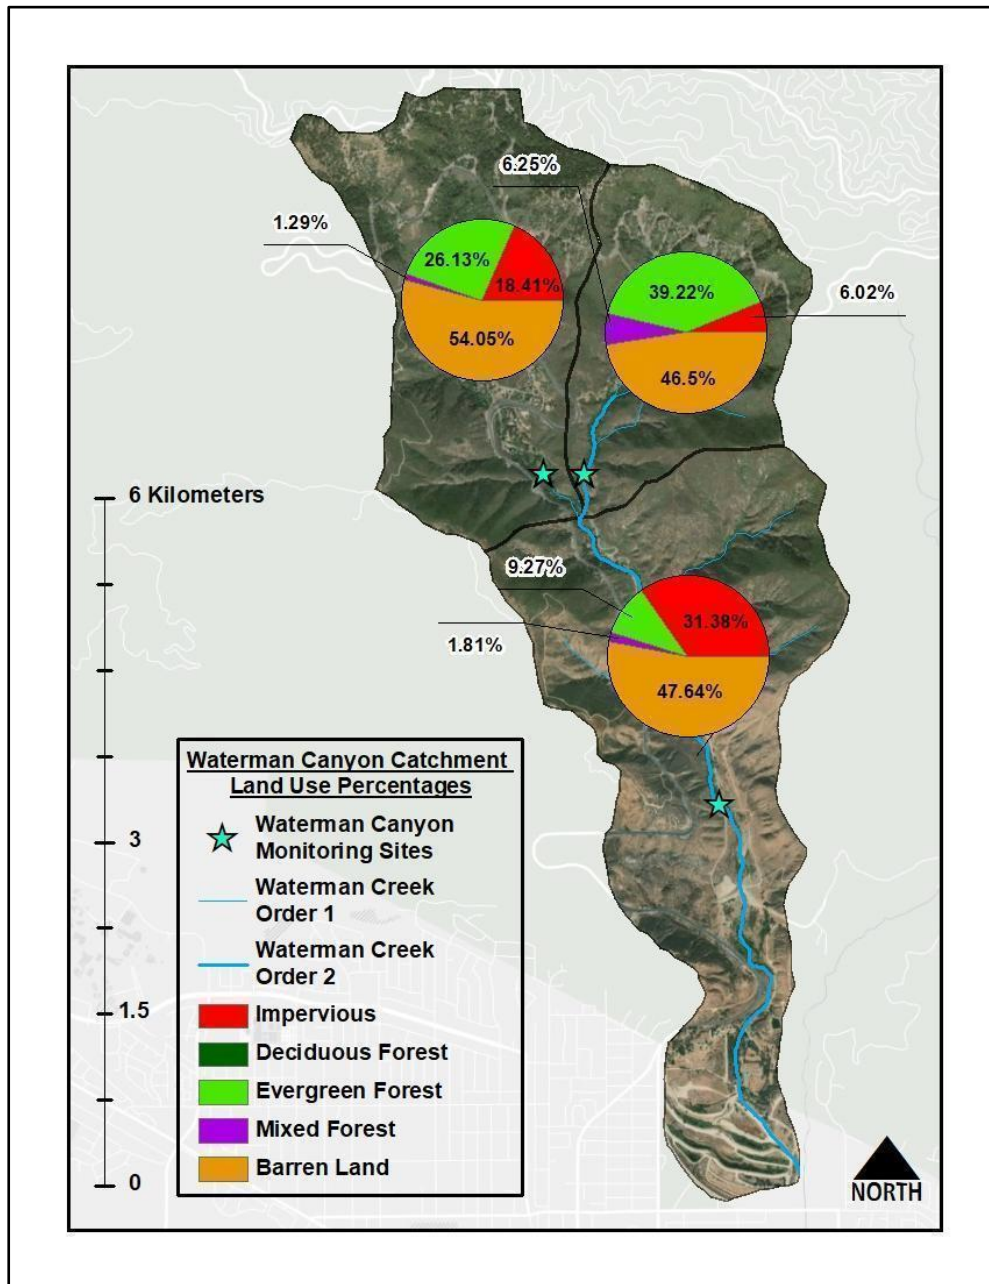 6.25%
1.29%
26.13%
18.41%
54.05%
39.22%
6.02%
46.5%
6 Kilometers
9.27%
31.38%
1.81%
47.64%
Waterman Canyon Catchment
Land Use Percentages
Waterman Canyon
Monitoring Sites
Waterman Creek
Order 1
Waterman Creek
Order 2
Impervious
Deciduous Forest
Evergreen Forest
Mixed Forest
Barren Land
3
1.5
0
NORTH